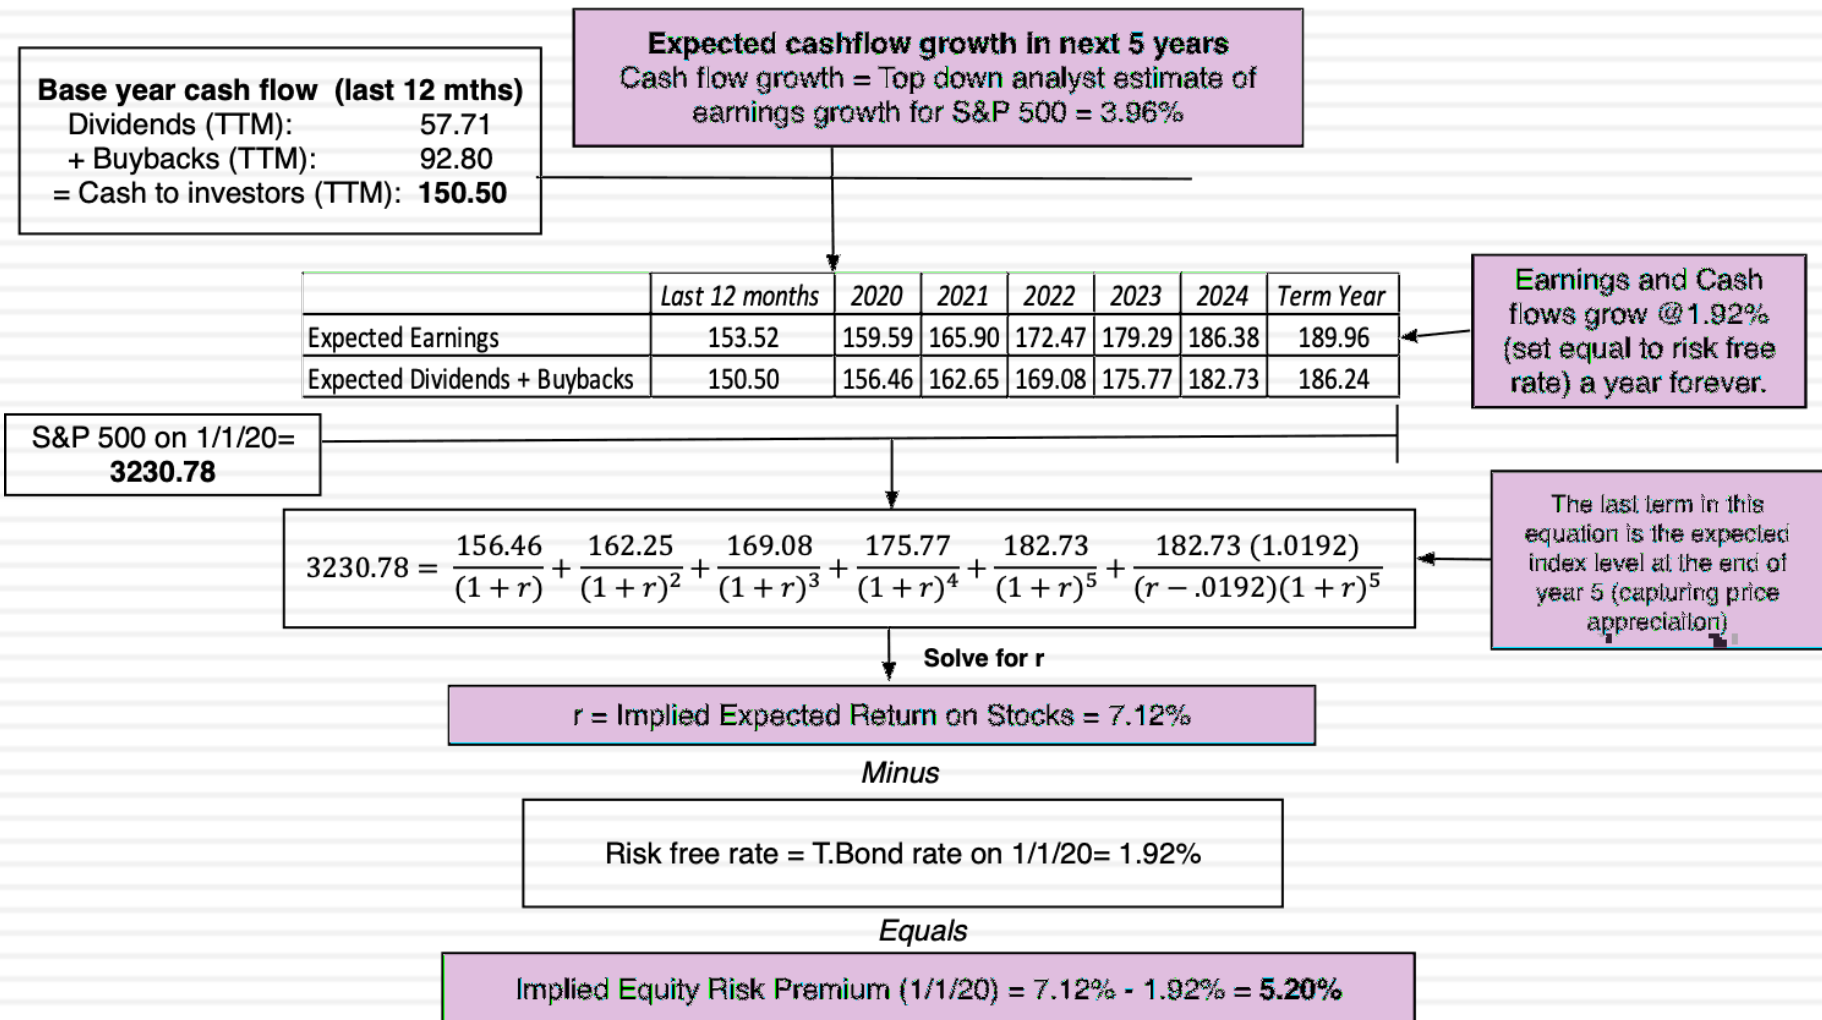 Expected cashflow growth in next 5 years
Cash flow growth = Top down analyst estimate of
earnings growth for S&P 500 = 3.96%
Base year cash flow (last 12 mths)
Dividends (TTM): 57.71
+ Buybacks (TTM): 92.80
= Cash to investors (TTM): 150.50
Last 12 months 2020 2021 2022 2023 2024 Term Year
Expected Earnings 153.52 159.59 165.90 172.47 179.29 186.38 189.96
Expected Dividends + Buybacks 150.50 156.46 162.65 169.08 175.77 182.73 186.24
Earnings and Cash
flows grow @1.92%
(set equal to risk free
rate) a year forever.
S&P 500 on 1/1/20=
3230.78
3230.78 = 156.46/(1 + r) + 162.25/(1 + r)² + 169.08/(1 + r)³ + 175.77/(1 + r)⁴ + 182.73/(1 + r)⁵ + 182.73 (1.0192)/(r − .0192)(1 + r)⁵
The last term in this
equation is the expected
index level at the end of
year 5 (capturing price
appreciation)
Solve for r
r = Implied Expected Return on Stocks = 7.12%
Minus
Risk free rate = T.Bond rate on 1/1/20= 1.92%
Equals
Implied Equity Risk Premium (1/1/20) = 7.12% - 1.92% = 5.20%